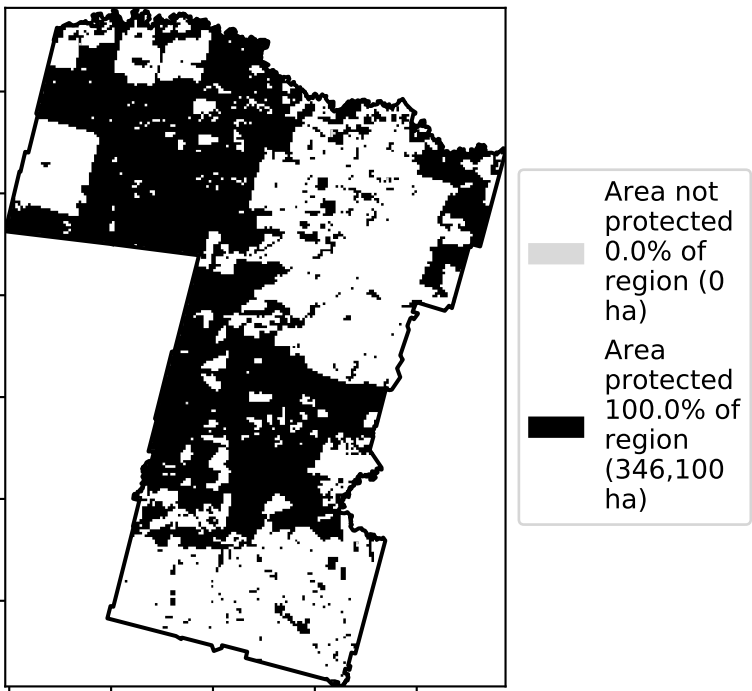 Area not
protected
0.0% of
region (0
ha)
Area
protected
100.0% of
region
(346,100
ha)